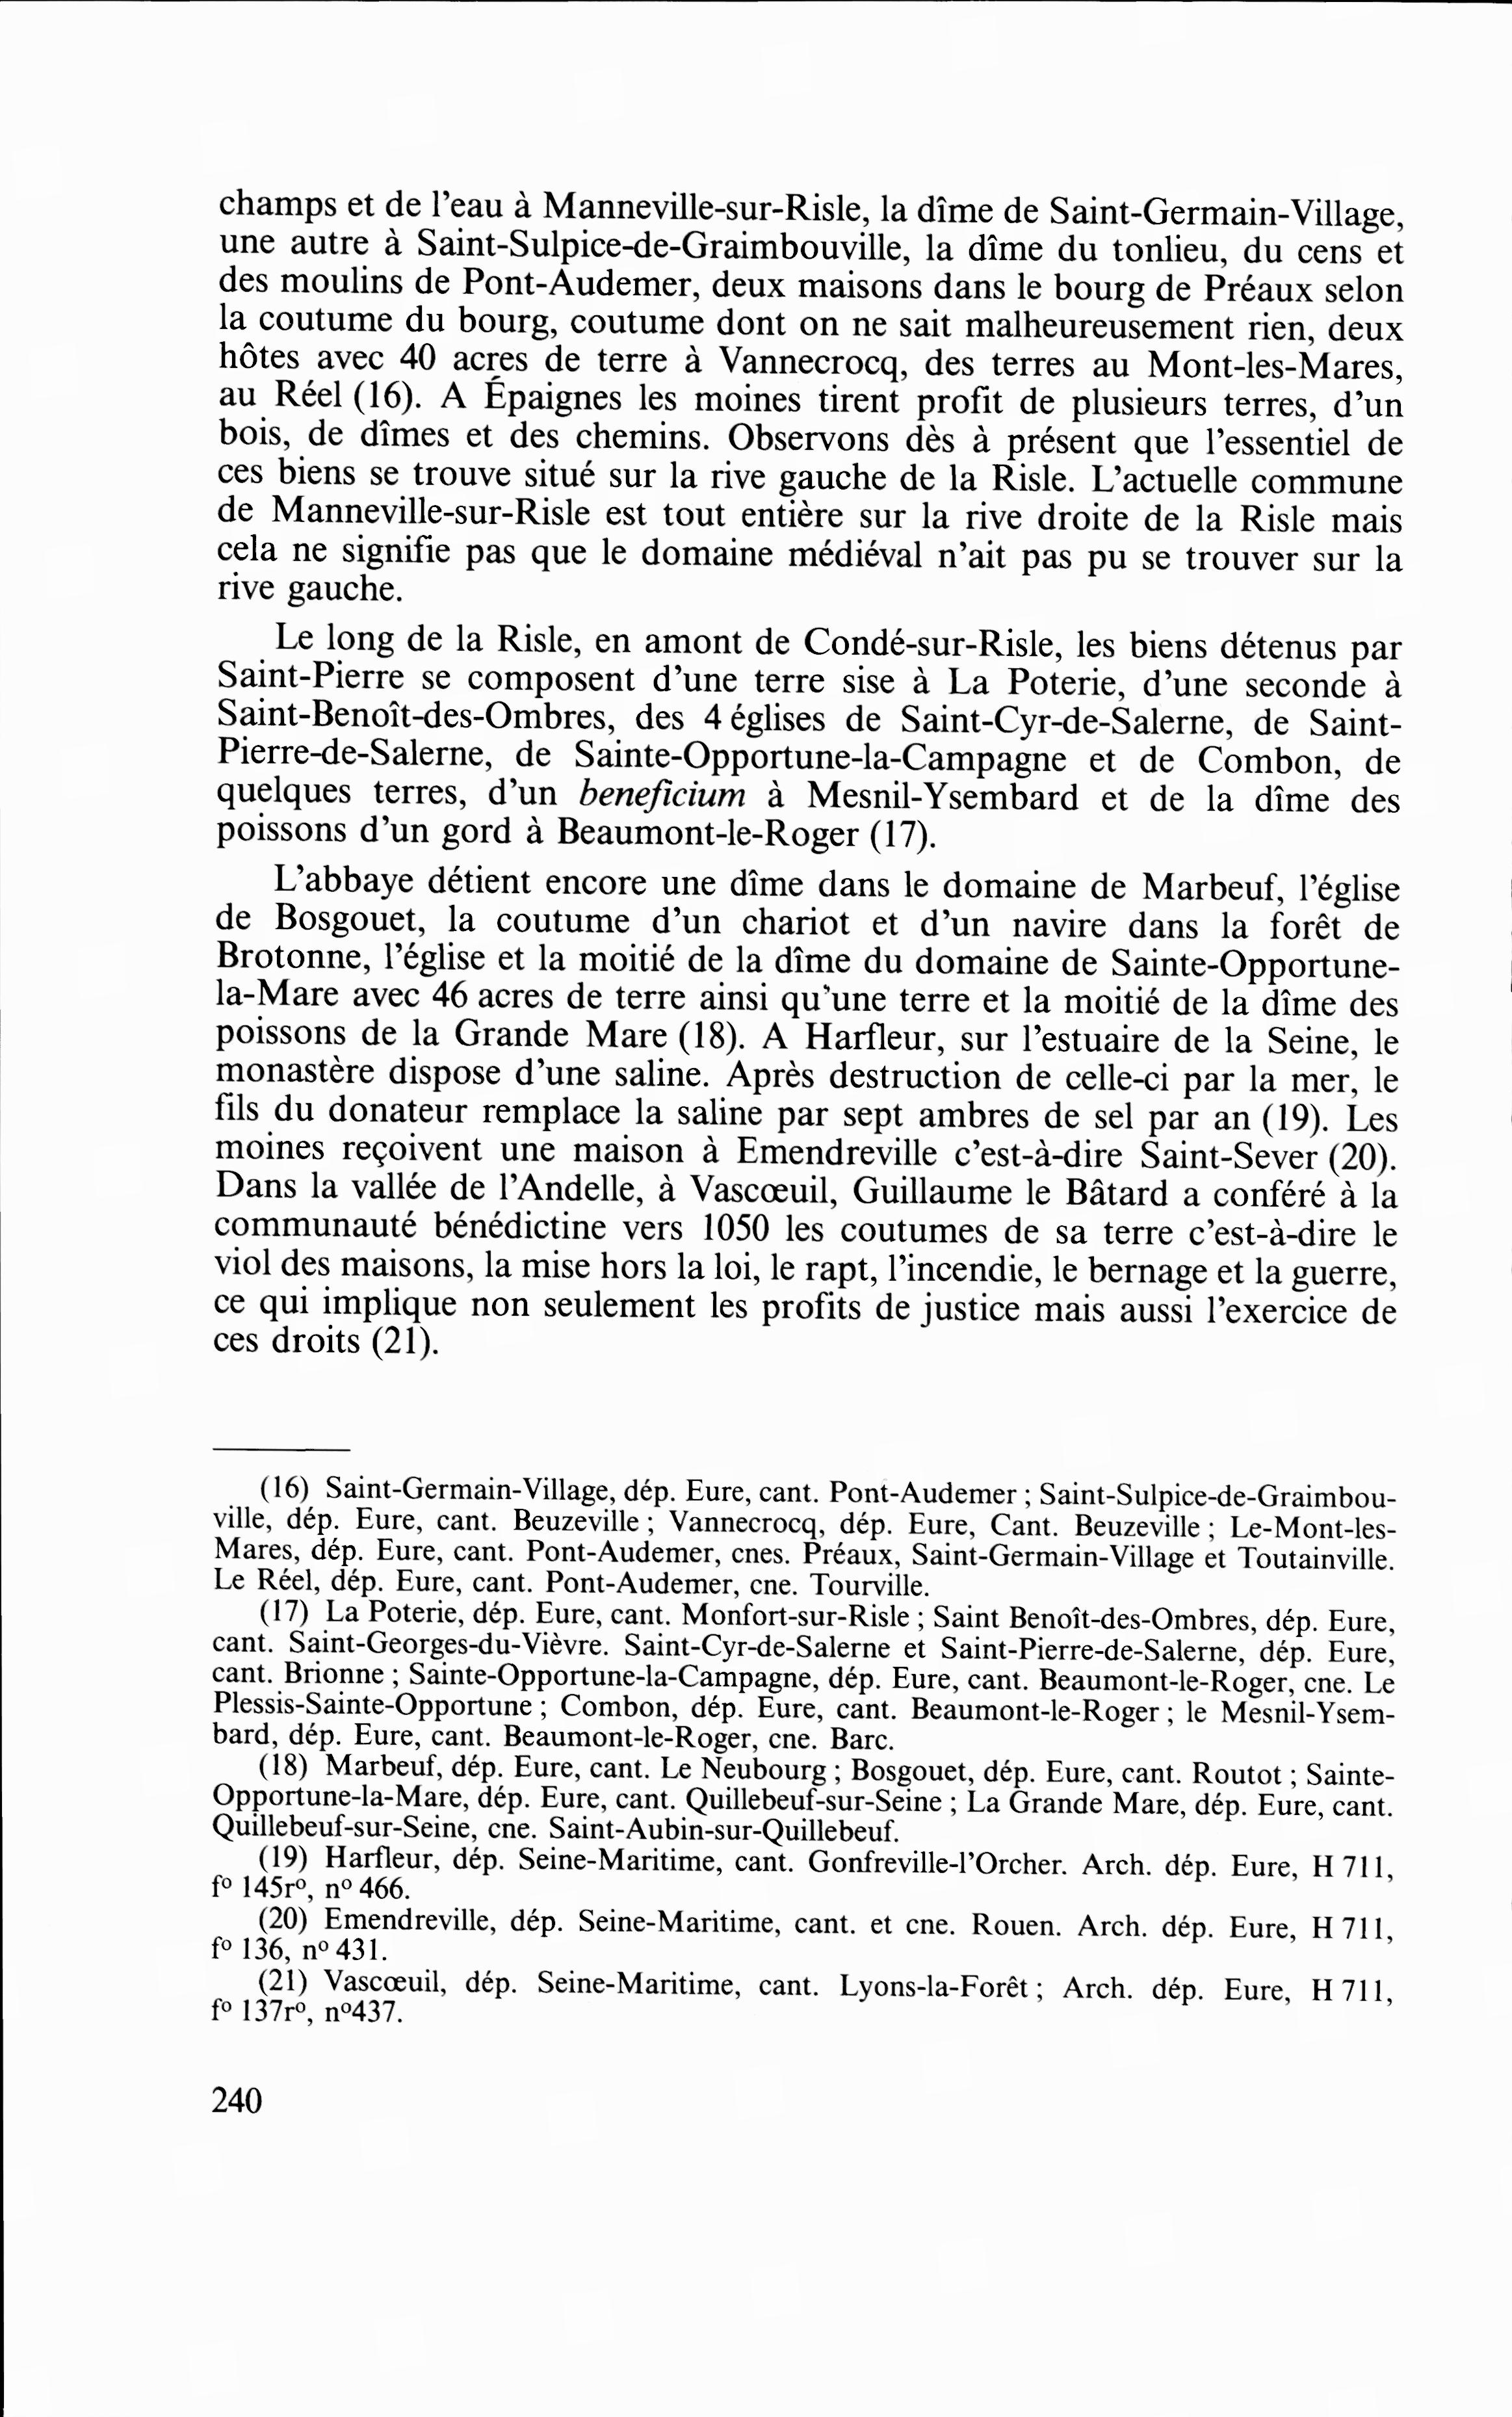 champs et de l'eau à Manneville-sur-Risle, la dîme de Saint-Germain-Village,
une autre à Saint-Sulpice-de-Graimbouville, la dîme du tonlieu, du cens et
des moulins de Pont-Audemer, deux maisons dans le bourg de Préaux selon
la coutume du bourg, coutume dont on ne sait malheureusement rien, deux
hôtes avec 40 acres de terre à Vannecrocq, des terres au Mont-les-Mares,
au Réel (16). A Épaignes les moines tirent profit de plusieurs terres, d'un
bois, de dîmes et des chemins. Observons dès à présent que l'essentiel de
ces biens se trouve situé sur la rive gauche de la Risle. L'actuelle commune
de Manneville-sur-Risle est tout entière sur la rive droite de la Risle mais
cela ne signifie pas que le domaine médiéval n'ait pas pu se trouver sur la
rive gauche.
Le long de la Risle, en amont de Condé-sur-Risle, les biens détenus par
Saint-Pierre se composent d'une terre sise à La Poterie, d'une seconde à
Saint-Benoît-des-Ombres, des 4 églises de Saint-Cyr-de-Salerne, de Saint-
Pierre-de-Salerne, de Sainte-Opportune-la-Campagne et de Combon, de
quelques terres, d'un beneficium à Mesnil-Ysembard et de la dîme des
poissons d'un gord à Beaumont-le-Roger (17).
L'abbaye détient encore une dîme dans le domaine de Marbeuf, l'église
de Bosgouet, la coutume d'un chariot et d'un navire dans la forêt de
Brotonne, l'église et la moitié de la dîme du domaine de Sainte-Opportune-
la-Mare avec 46 acres de terre ainsi qu'une terre et la moitié de la dîme des
poissons de la Grande Mare (18). A Harfleur, sur l'estuaire de la Seine, le
monastère dispose d'une saline. Après destruction de celle-ci par la mer, le
fils du donateur remplace la saline par sept ambres de sel par an (19). Les
moines reçoivent une maison à Emendreville c'est-à-dire Saint-Sever (20).
Dans la vallée de l'Andelle, à Vascœuil, Guillaume le Bâtard a conféré à la
communauté bénédictine vers 1050 les coutumes de sa terre c'est-à-dire le
viol des maisons, la mise hors la loi, le rapt, l'incendie, le bernage et la guerre,
ce qui implique non seulement les profits de justice mais aussi l'exercice de
ces droits (21).
(16) Saint-Germain-Village, dép. Eure, cant. Pont-Audemer ; Saint-Sulpice-de-Graimbou-
ville, dép. Eure, cant. Beuzeville ; Vannecrocq, dép. Eure, Cant. Beuzeville ; Le-Mont-les-
Mares, dép. Eure, cant. Pont-Audemer, cnes. Préaux, Saint-Germain-Village et Toutainville.
Le Réel, dép. Eure, cant. Pont-Audemer, cne. Tourville.
(17) La Poterie, dép. Eure, cant. Monfort-sur-Risle ; Saint Benoît-des-Ombres, dép. Eure,
cant. Saint-Georges-du-Vièvre. Saint-Cyr-de-Salerne et Saint-Pierre-de-Salerne, dép. Eure,
cant. Brionne ; Sainte-Opportune-la-Campagne, dép. Eure, cant. Beaumont-le-Roger, cne. Le
Plessis-Sainte-Opportune ; Combon, dép. Eure, cant. Beaumont-le-Roger ; le Mesnil-Ysem-
bard, dép. Eure, cant. Beaumont-le-Roger, cne. Barc.
(18) Marbeuf, dép. Eure, cant. Le Neubourg ; Bosgouet, dép. Eure, cant. Routot ; Sainte-
Opportune-la-Mare, dép. Eure, cant. Quillebeuf-sur-Seine ; La Grande Mare, dép. Eure, cant.
Quillebeuf-sur-Seine, cne. Saint-Aubin-sur-Quillebeuf.
(19) Harfleur, dép. Seine-Maritime, cant. Gonfreville-l'Orcher. Arch. dép. Eure, H 711,
fº 145rº, nº 466.
(20) Emendreville, dép. Seine-Maritime, cant. et cne. Rouen. Arch. dép. Eure, H 711,
fº 136, nº 431.
(21) Vascœuil, dép. Seine-Maritime, cant. Lyons-la-Forêt ; Arch. dép. Eure, H 711,
fº 137rº, nº437.
240